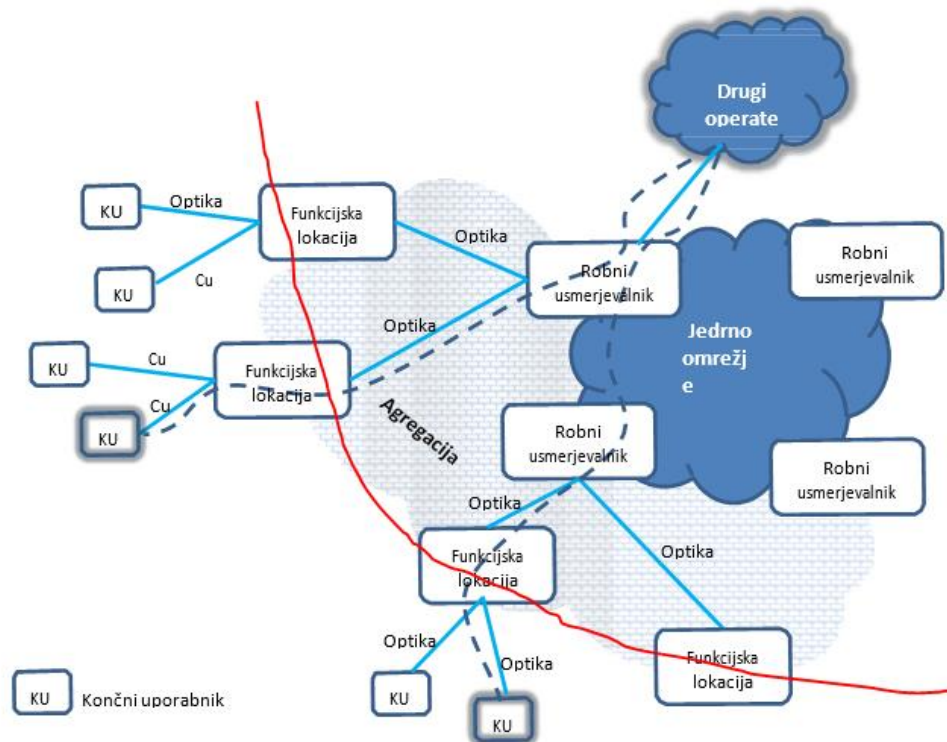 Drugi
operate
Optika
KU
Funkcijska
lokacija
Optika
Cu
KU
Robni
usmerjevalnik
Robni
usmerjevalnik
Jedrno
omrežj
e
Optika
Cu
KU
Funkcijska
lokacija
Cu
KU
Agregacija
Robni
usmerjevalnik
Robni
usmerjevalnik
Optika
Funkcijska
lokacija
Optika
Optika
Optika
Funkcijska
lokacija
KU
KU
KU
Končni uporabnik